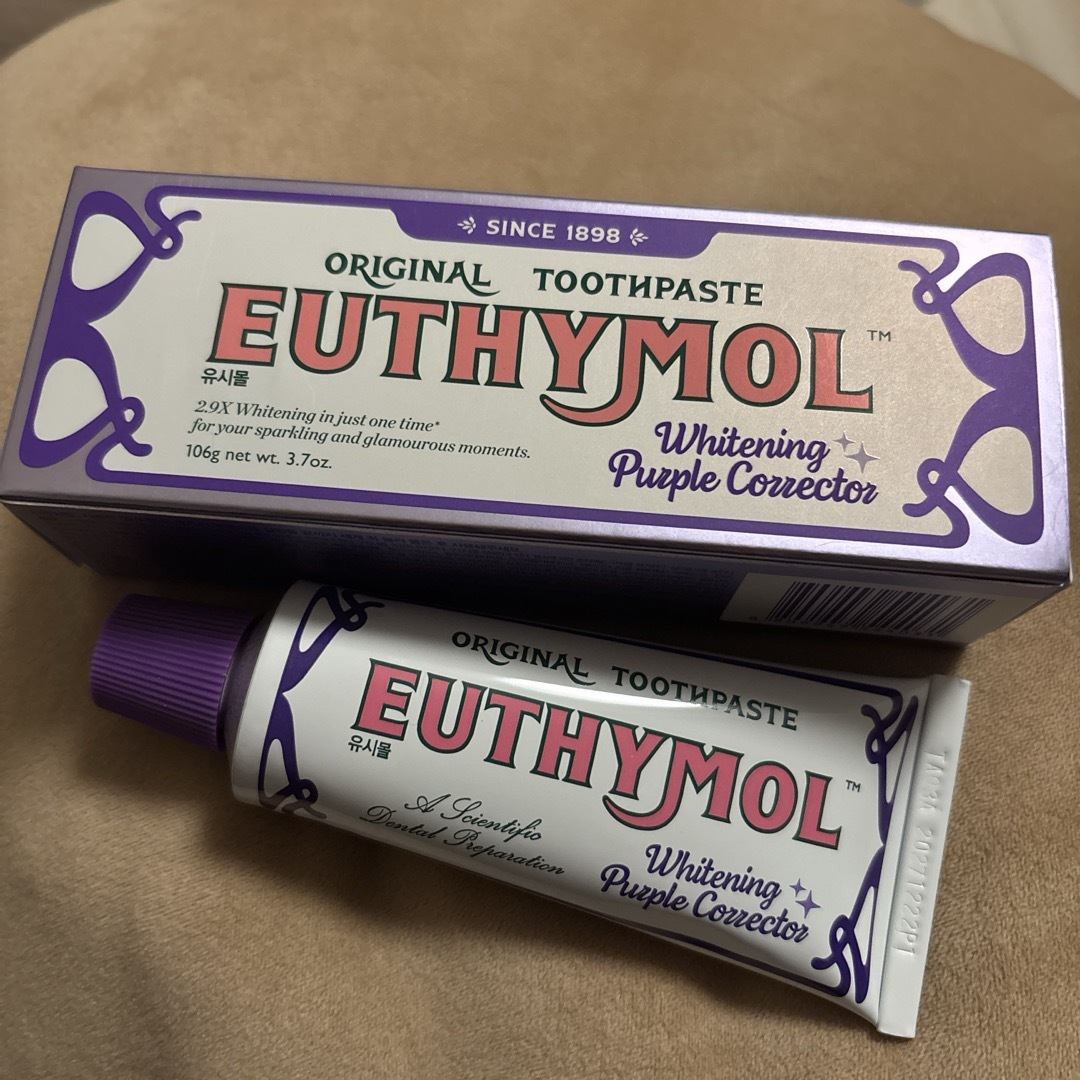 SINCE 1898
ORIGINAL TOOTHPASTE
EUTHYMOL™
유시몰
2.9X Whitening in just one time*
for your sparkling and glamourous moments.
106g net wt. 3.7oz.
Whitening
Purple Corrector
ORIGINAL TOOTHPASTE
EUTHYMOL™
유시몰
A Scientific
Dental Preparation
Whitening
Purple Corrector
20271222P1